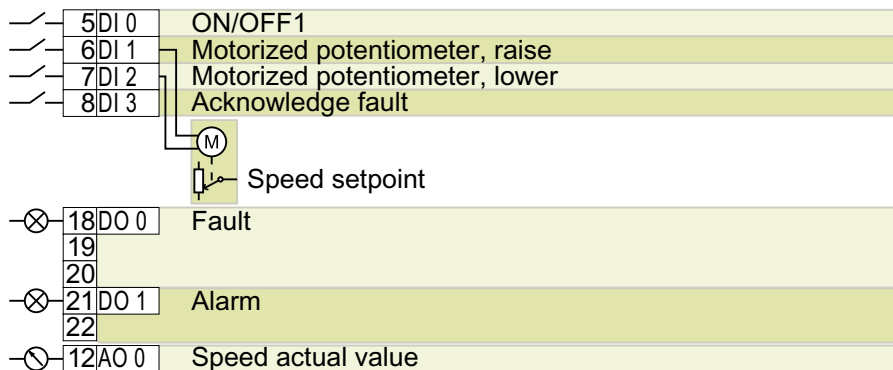 5 DI 0 ON/OFF1
6 DI 1 Motorized potentiometer, raise
7 DI 2 Motorized potentiometer, lower
8 DI 3 Acknowledge fault
M
Speed setpoint
18 DO 0 Fault
19
20
21 DO 1 Alarm
22
12 AO 0 Speed actual value